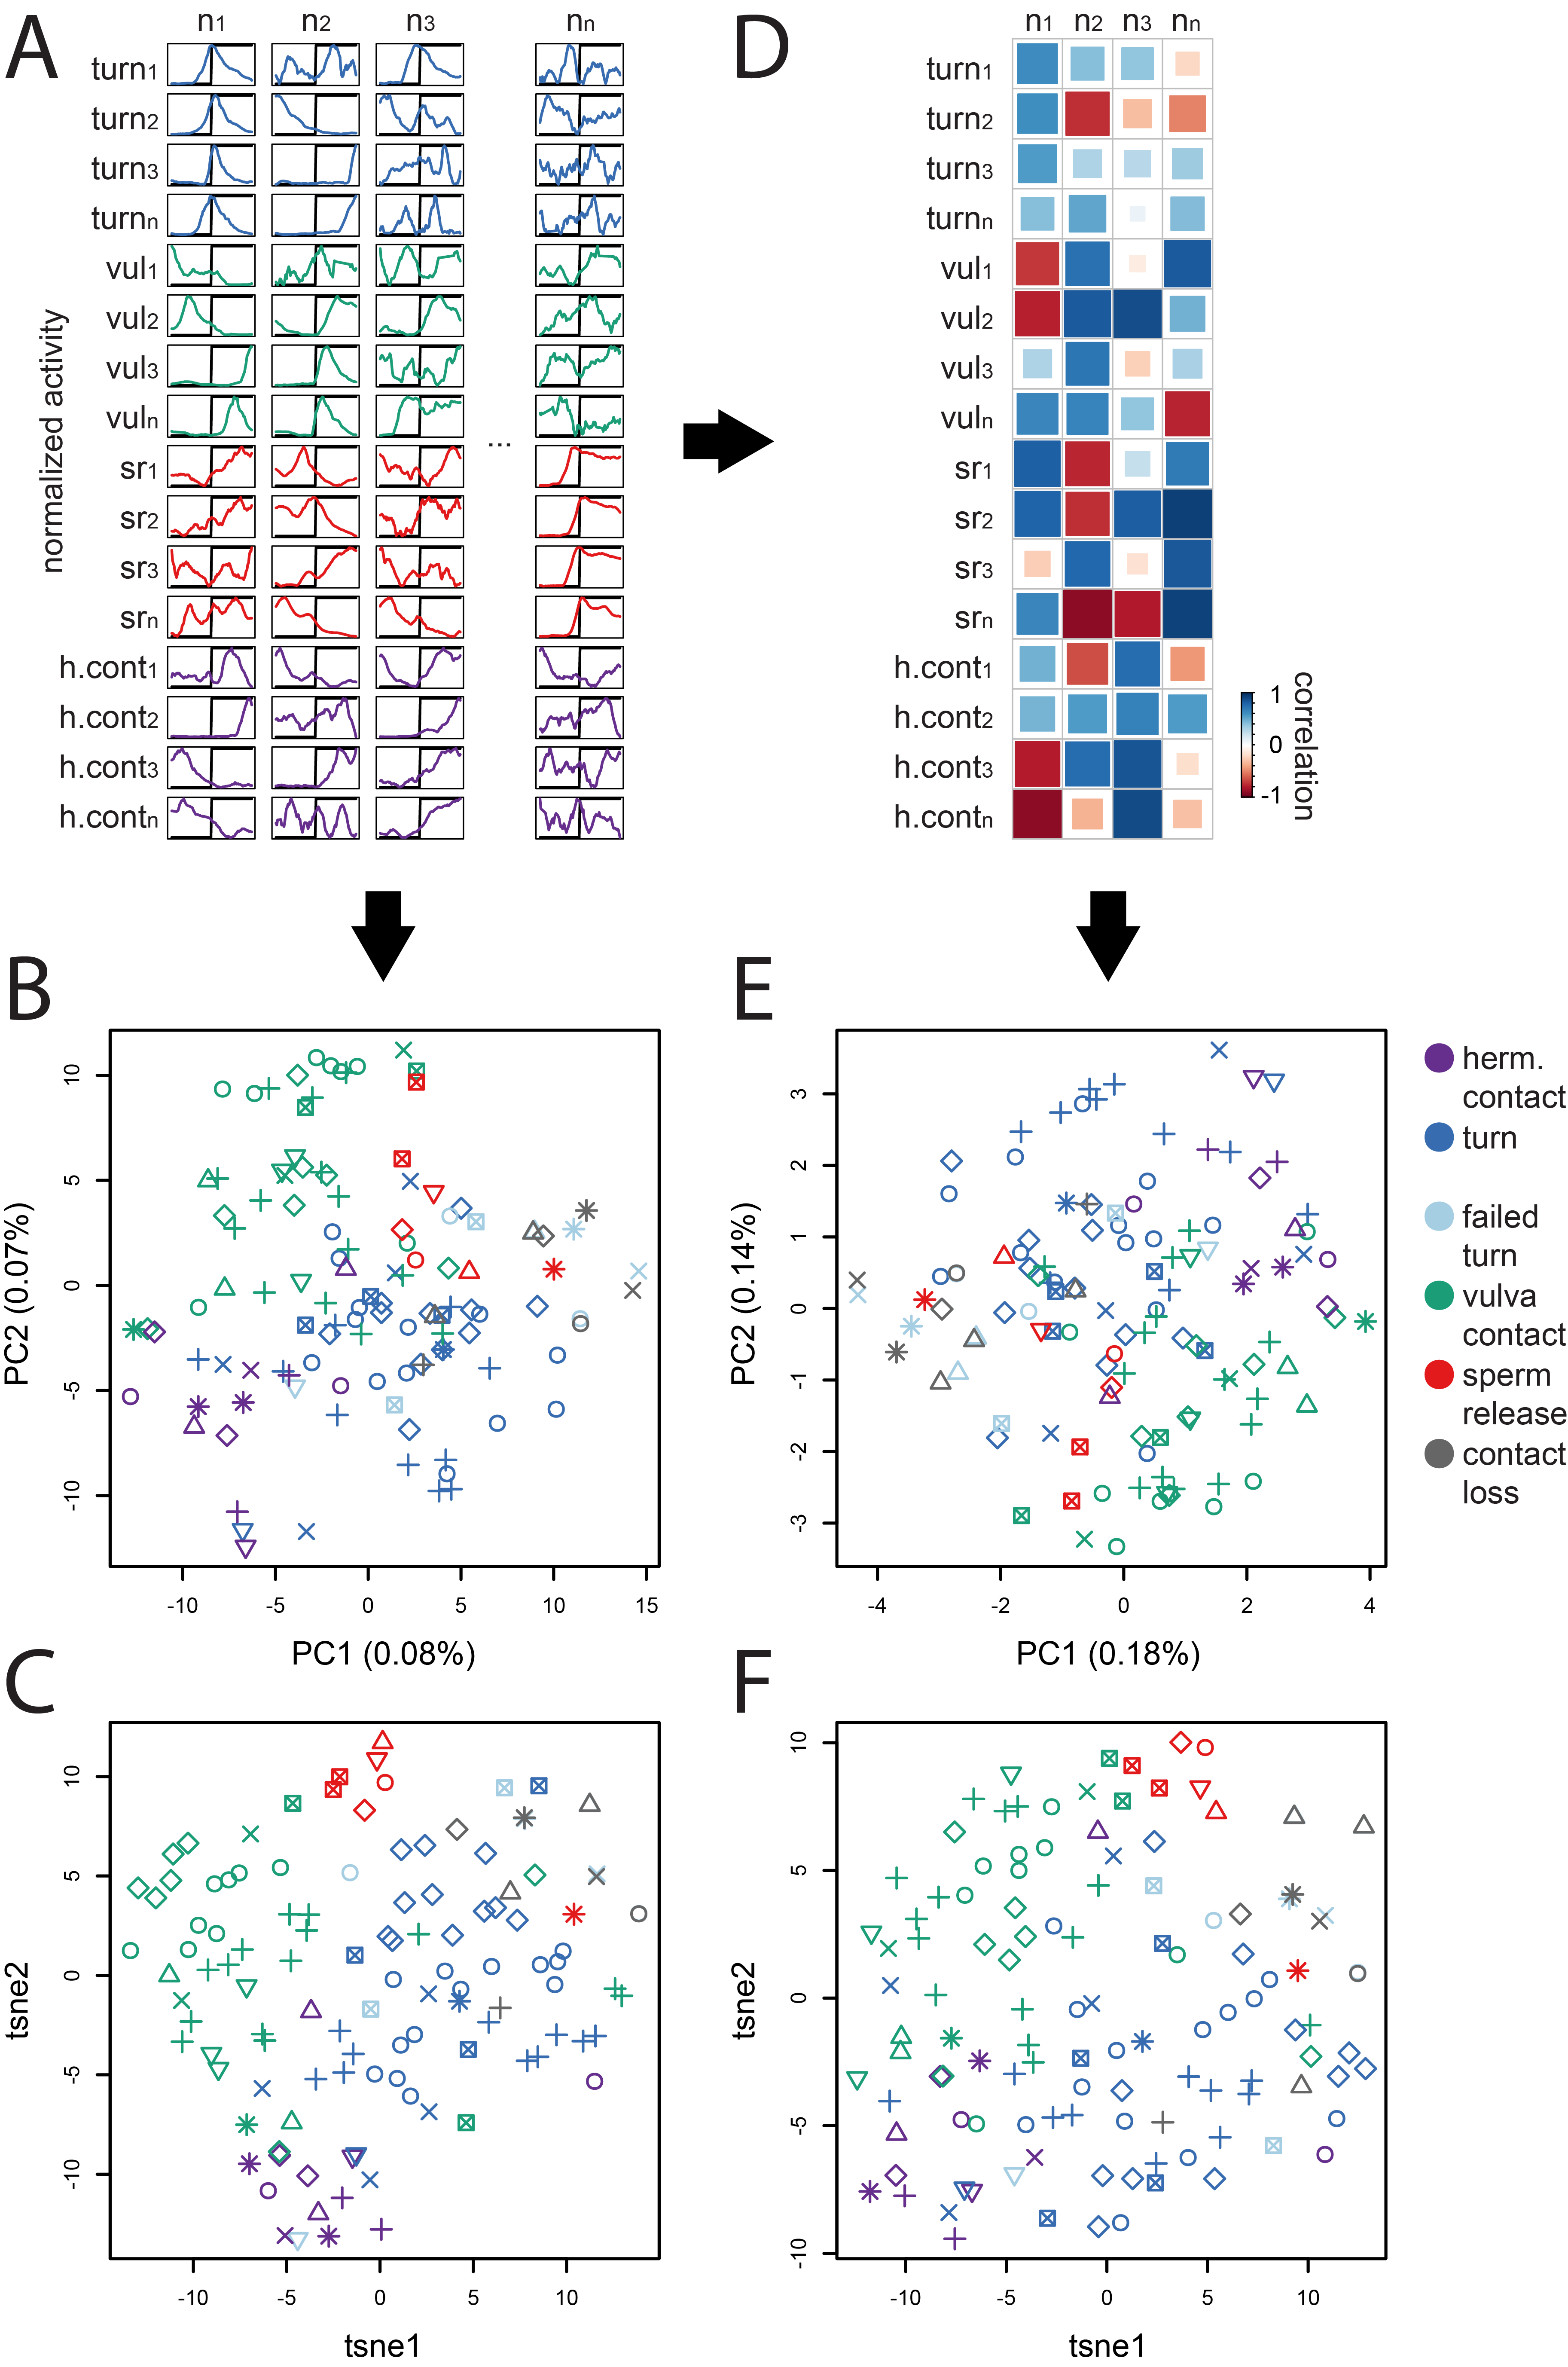 A
n1 n2 n3 nn
normalized activity
turn1
turn2
turn3
turnn
vul1
vul2
vul3
vuln
sr1
sr2
sr3
srn
h.cont1
h.cont2
h.cont3
h.contn
...
D
n1 n2 n3 nn
turn1
turn2
turn3
turnn
vul1
vul2
vul3
vuln
sr1
sr2
sr3
srn
h.cont1
h.cont2
h.cont3
h.contn
1
0
-1
correlation
B
PC2 (0.07%)
10
5
0
-5
-10
-10 -5 0 5 10 15
PC1 (0.08%)
E
PC2 (0.14%)
3
2
1
0
-1
-2
-3
-4 -2 0 2 4
PC1 (0.18%)
herm.
contact
turn
failed
turn
vulva
contact
sperm
release
contact
loss
C
tsne2
10
5
0
-5
-10
-10 -5 0 5 10
tsne1
F
tsne2
10
5
0
-5
-10
-10 -5 0 5 10
tsne1